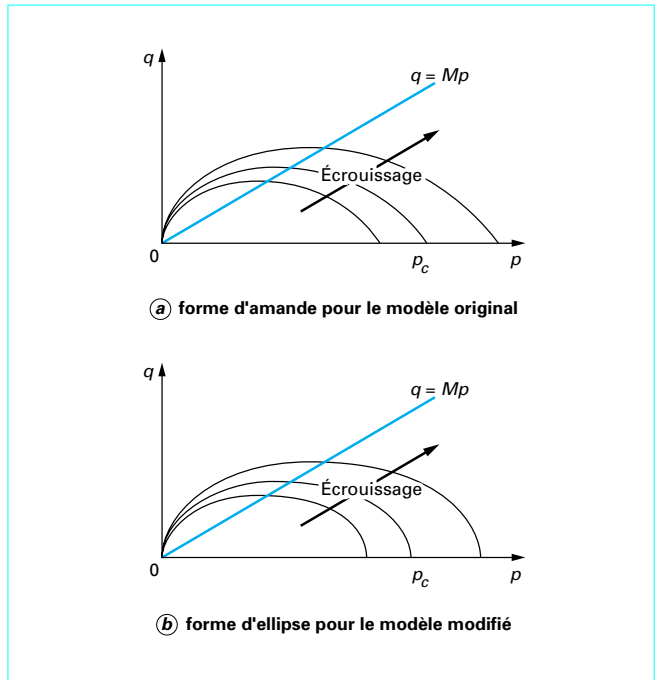 q
q = Mp
Écrouissage
0
p_c
p
a forme d'amande pour le modèle original
q
q = Mp
Écrouissage
0
p_c
p
b forme d'ellipse pour le modèle modifié